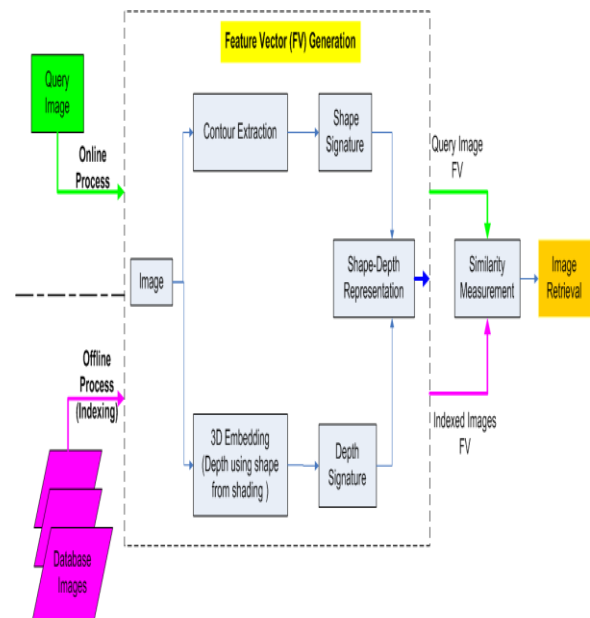 Feature Vector (FV) Generation
Query
Image
Online
Process
Contour Extraction
Shape
Signature
Query Image
FV
Image
Shape-Depth
Representation
Similarity
Measurement
Image
Retrieval
Offline
Process
(Indexing)
3D Embedding
(Depth using shape
from shading )
Depth
Signature
Indexed Images
FV
Database
Images